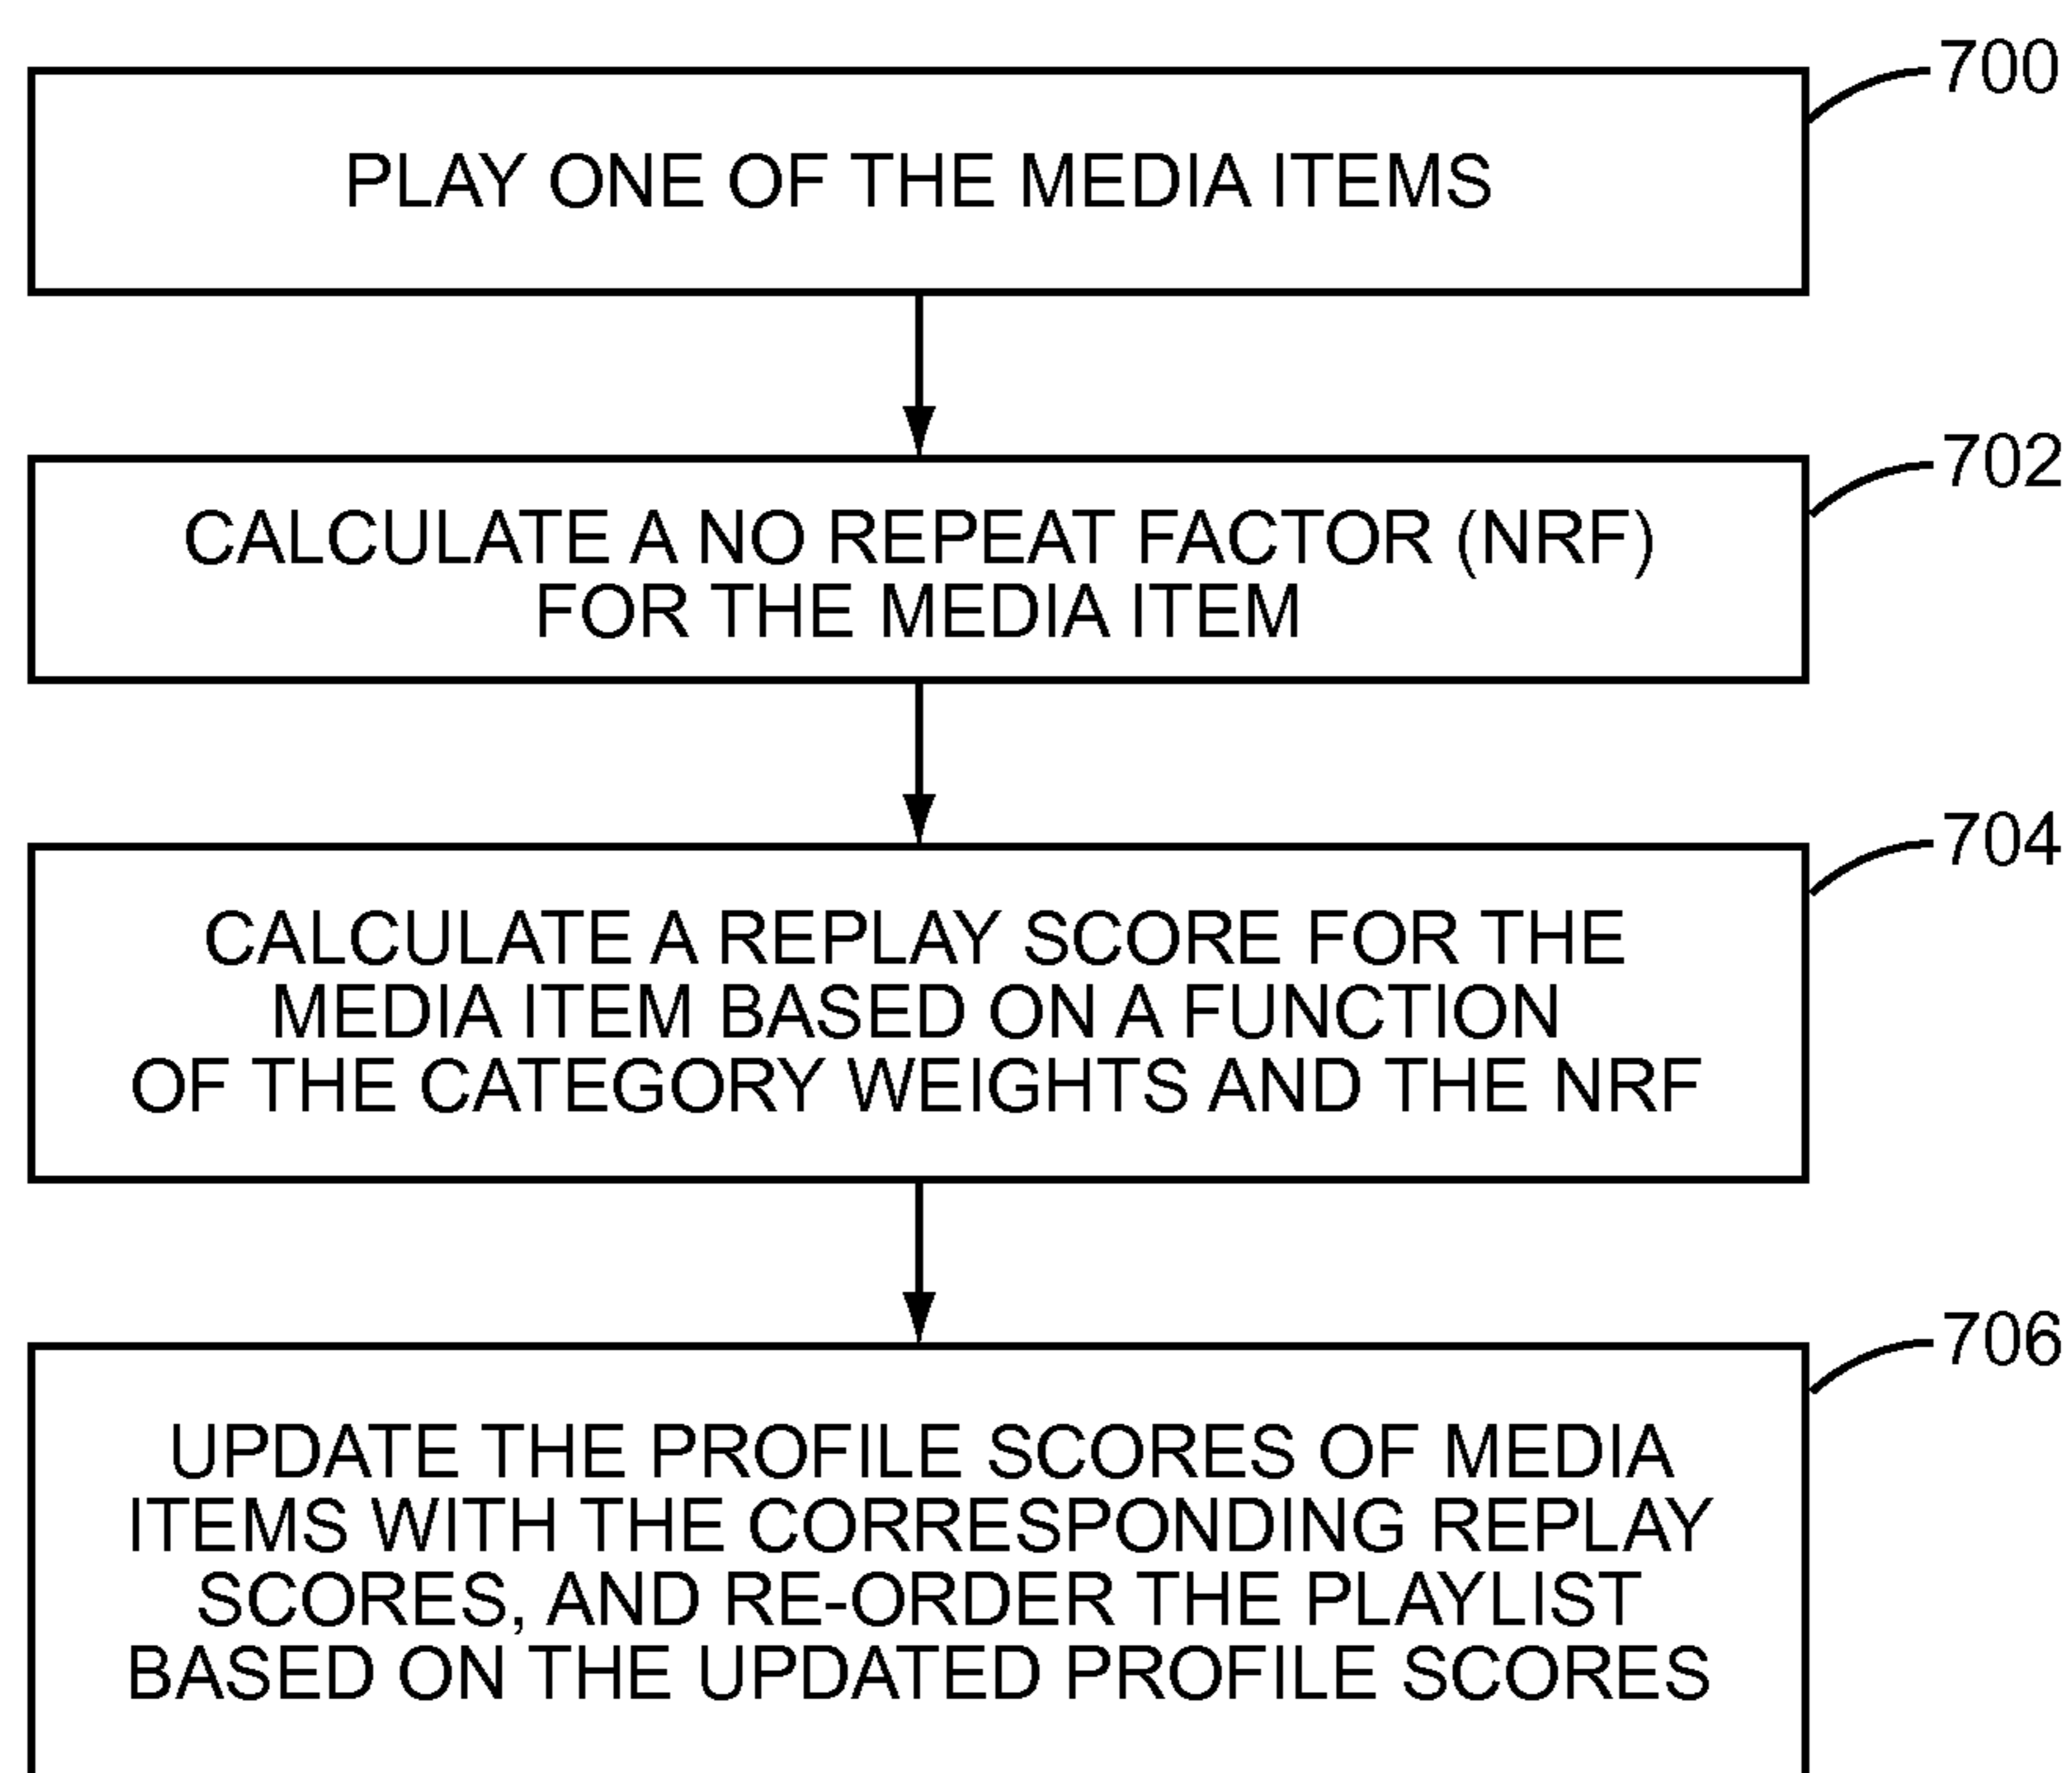 700
PLAY ONE OF THE MEDIA ITEMS
702
CALCULATE A NO REPEAT FACTOR (NRF)
FOR THE MEDIA ITEM
704
CALCULATE A REPLAY SCORE FOR THE
MEDIA ITEM BASED ON A FUNCTION
OF THE CATEGORY WEIGHTS AND THE NRF
706
UPDATE THE PROFILE SCORES OF MEDIA
ITEMS WITH THE CORRESPONDING REPLAY
SCORES, AND RE-ORDER THE PLAYLIST
BASED ON THE UPDATED PROFILE SCORES